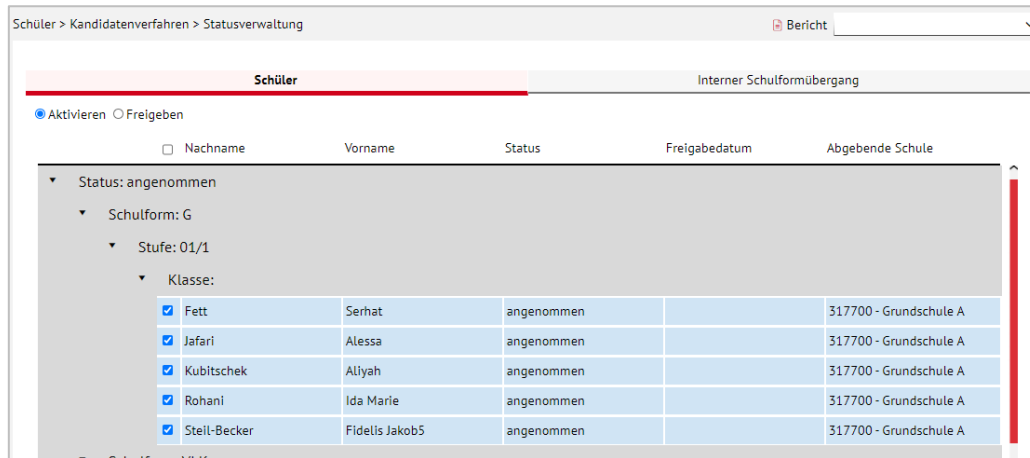 Schüler > Kandidatenverfahren > Statusverwaltung Bericht
Schüler Interner Schulformübergang
Aktivieren Freigeben
Nachname Vorname Status Freigabedatum Abgebende Schule
Status: angenommen
Schulform: G
Stufe: 01/1
Klasse:
Fett Serhat angenommen 317700 - Grundschule A
Jafari Alessa angenommen 317700 - Grundschule A
Kubitschek Aliyah angenommen 317700 - Grundschule A
Rohani Ida Marie angenommen 317700 - Grundschule A
Steil-Becker Fidelis Jakob5 angenommen 317700 - Grundschule A